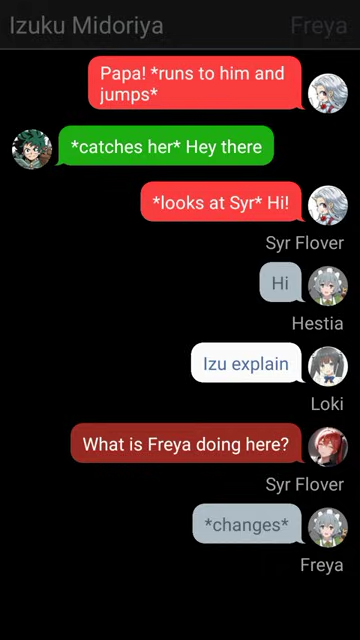 Izuku Midoriya
Freya
Papa! *runs to him and
jumps*
*catches her* Hey there
*looks at Syr* Hi!
Syr Flover
Hi
Hestia
Izu explain
Loki
What is Freya doing here?
Syr Flover
*changes*
Freya